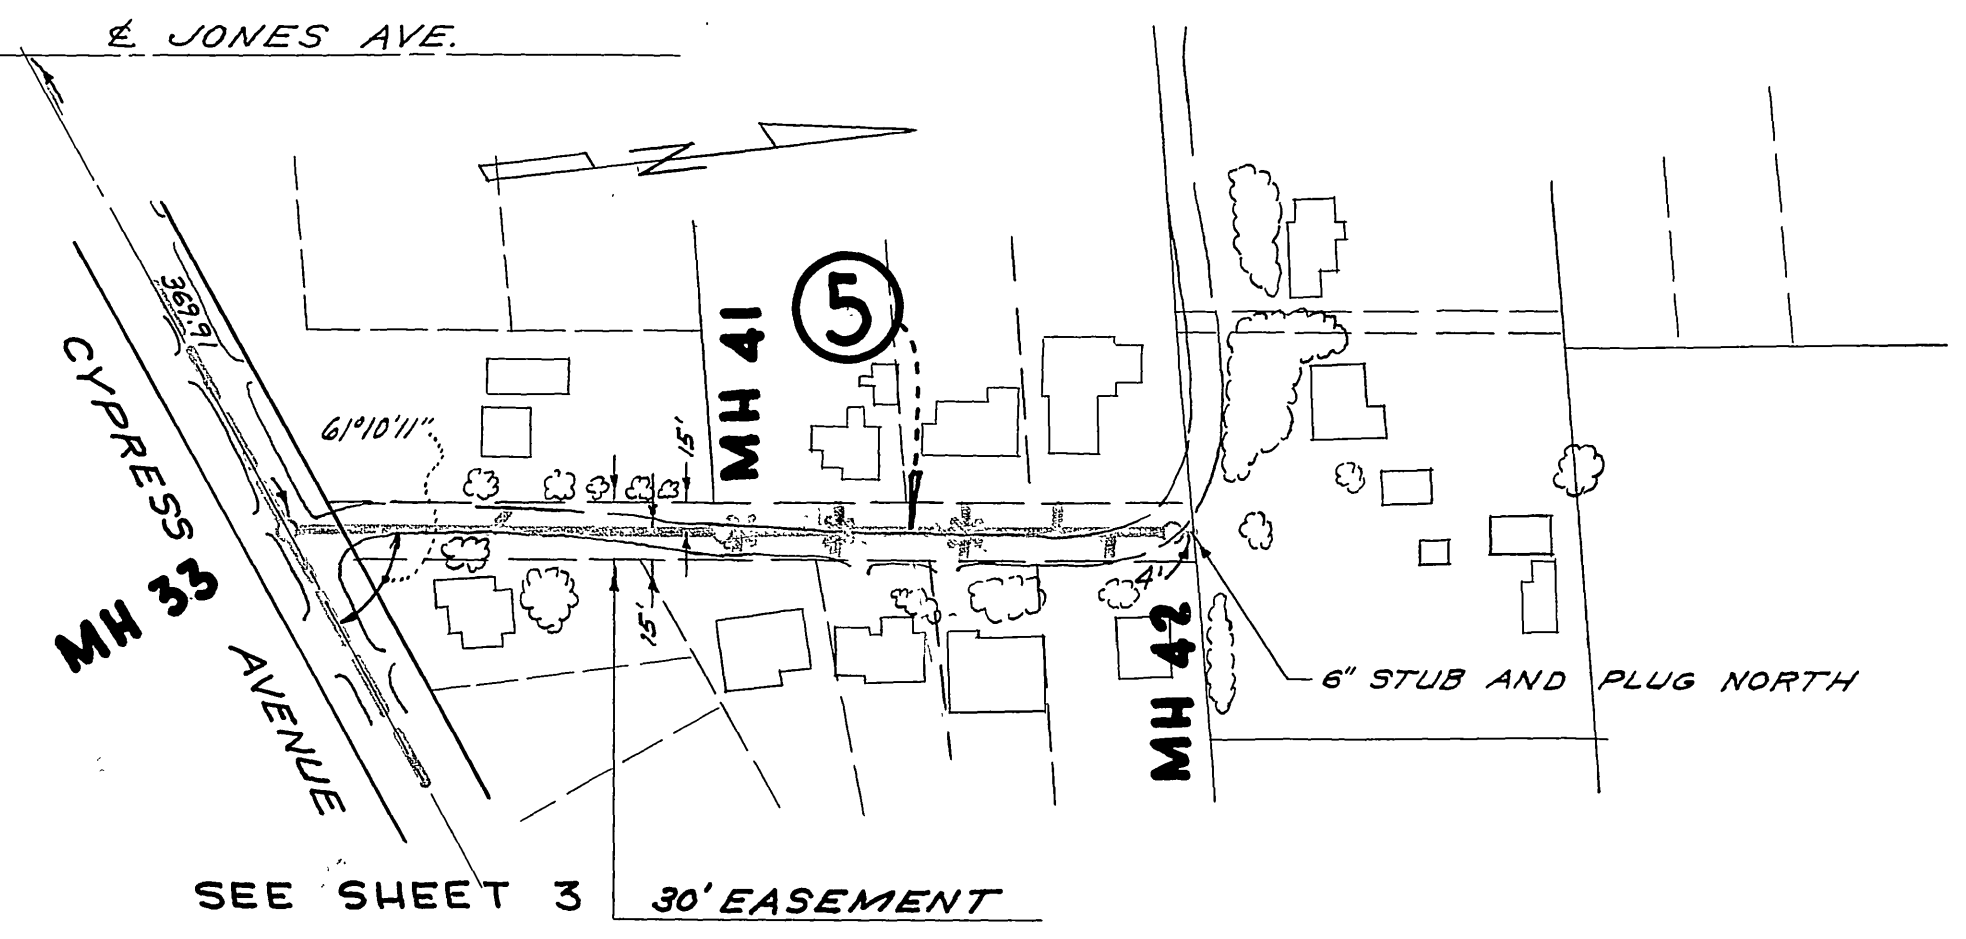 ℄ JONES AVE.
N
369.91
5
CYPRESS AVENUE
61°10'11"
MH 41
15'
MH 33
15'
4'
MH 42
6" STUB AND PLUG NORTH
SEE SHEET 3
30' EASEMENT